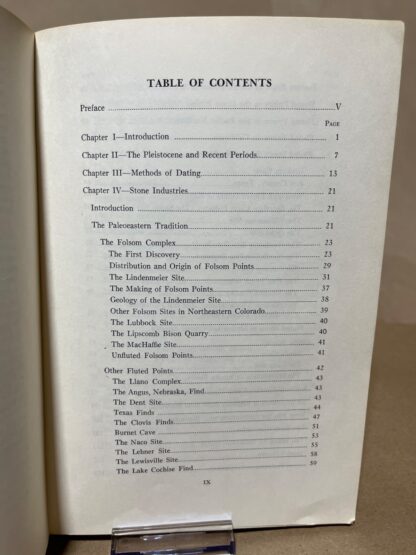 TABLE OF CONTENTS
Preface V
PAGE
Chapter I—Introduction 1
Chapter II—The Pleistocene and Recent Periods 7
Chapter III—Methods of Dating 13
Chapter IV—Stone Industries 21
Introduction 21
The Paleoeastern Tradition 21
The Folsom Complex 23
The First Discovery 23
Distribution and Origin of Folsom Points 29
The Lindenmeier Site 31
The Making of Folsom Points 37
Geology of the Lindenmeier Site 38
Other Folsom Sites in Northeastern Colorado 39
The Lubbock Site 40
The Lipscomb Bison Quarry 40
The MacHaffie Site 41
Unfluted Folsom Points 41
Other Fluted Points 42
The Llano Complex 43
The Angus, Nebraska, Find 43
The Dent Site 43
Texas Finds 44
The Clovis Finds 47
Burnet Cave 51
The Naco Site 53
The Lehner Site 55
The Lewisville Site 58
The Lake Cochise Find 59
IX